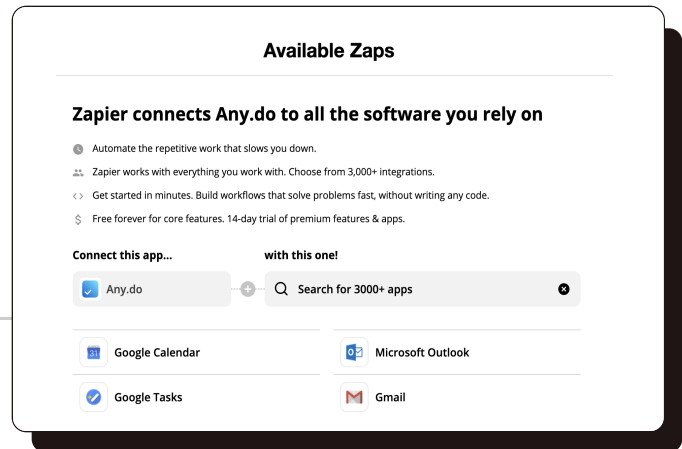 Available Zaps
Zapier connects Any.do to all the software you rely on
Automate the repetitive work that slows you down.
Zapier works with everything you work with. Choose from 3,000+ integrations.
Get started in minutes. Build workflows that solve problems fast, without writing any code.
Free forever for core features. 14-day trial of premium features & apps.
Connect this app... with this one!
Any.do Search for 3000+ apps
Google Calendar Microsoft Outlook
Google Tasks Gmail